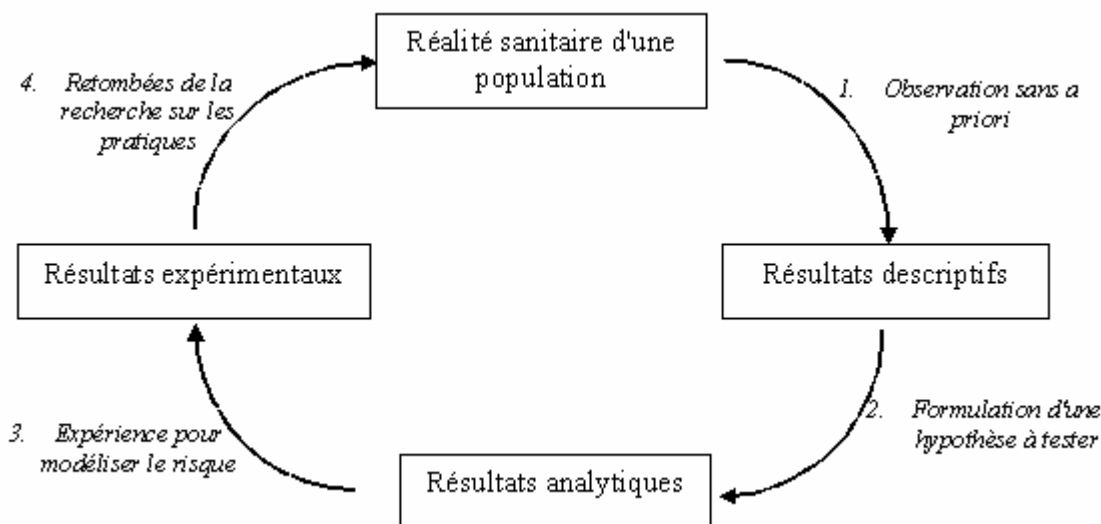 Réalité sanitaire d'une
population
1. Observation sans a
priori
Résultats descriptifs
2. Formulation d'une
hypothèse à tester
Résultats analytiques
3. Expérience pour
modéliser le risque
Résultats expérimentaux
4. Retombées de la
recherche sur les
pratiques